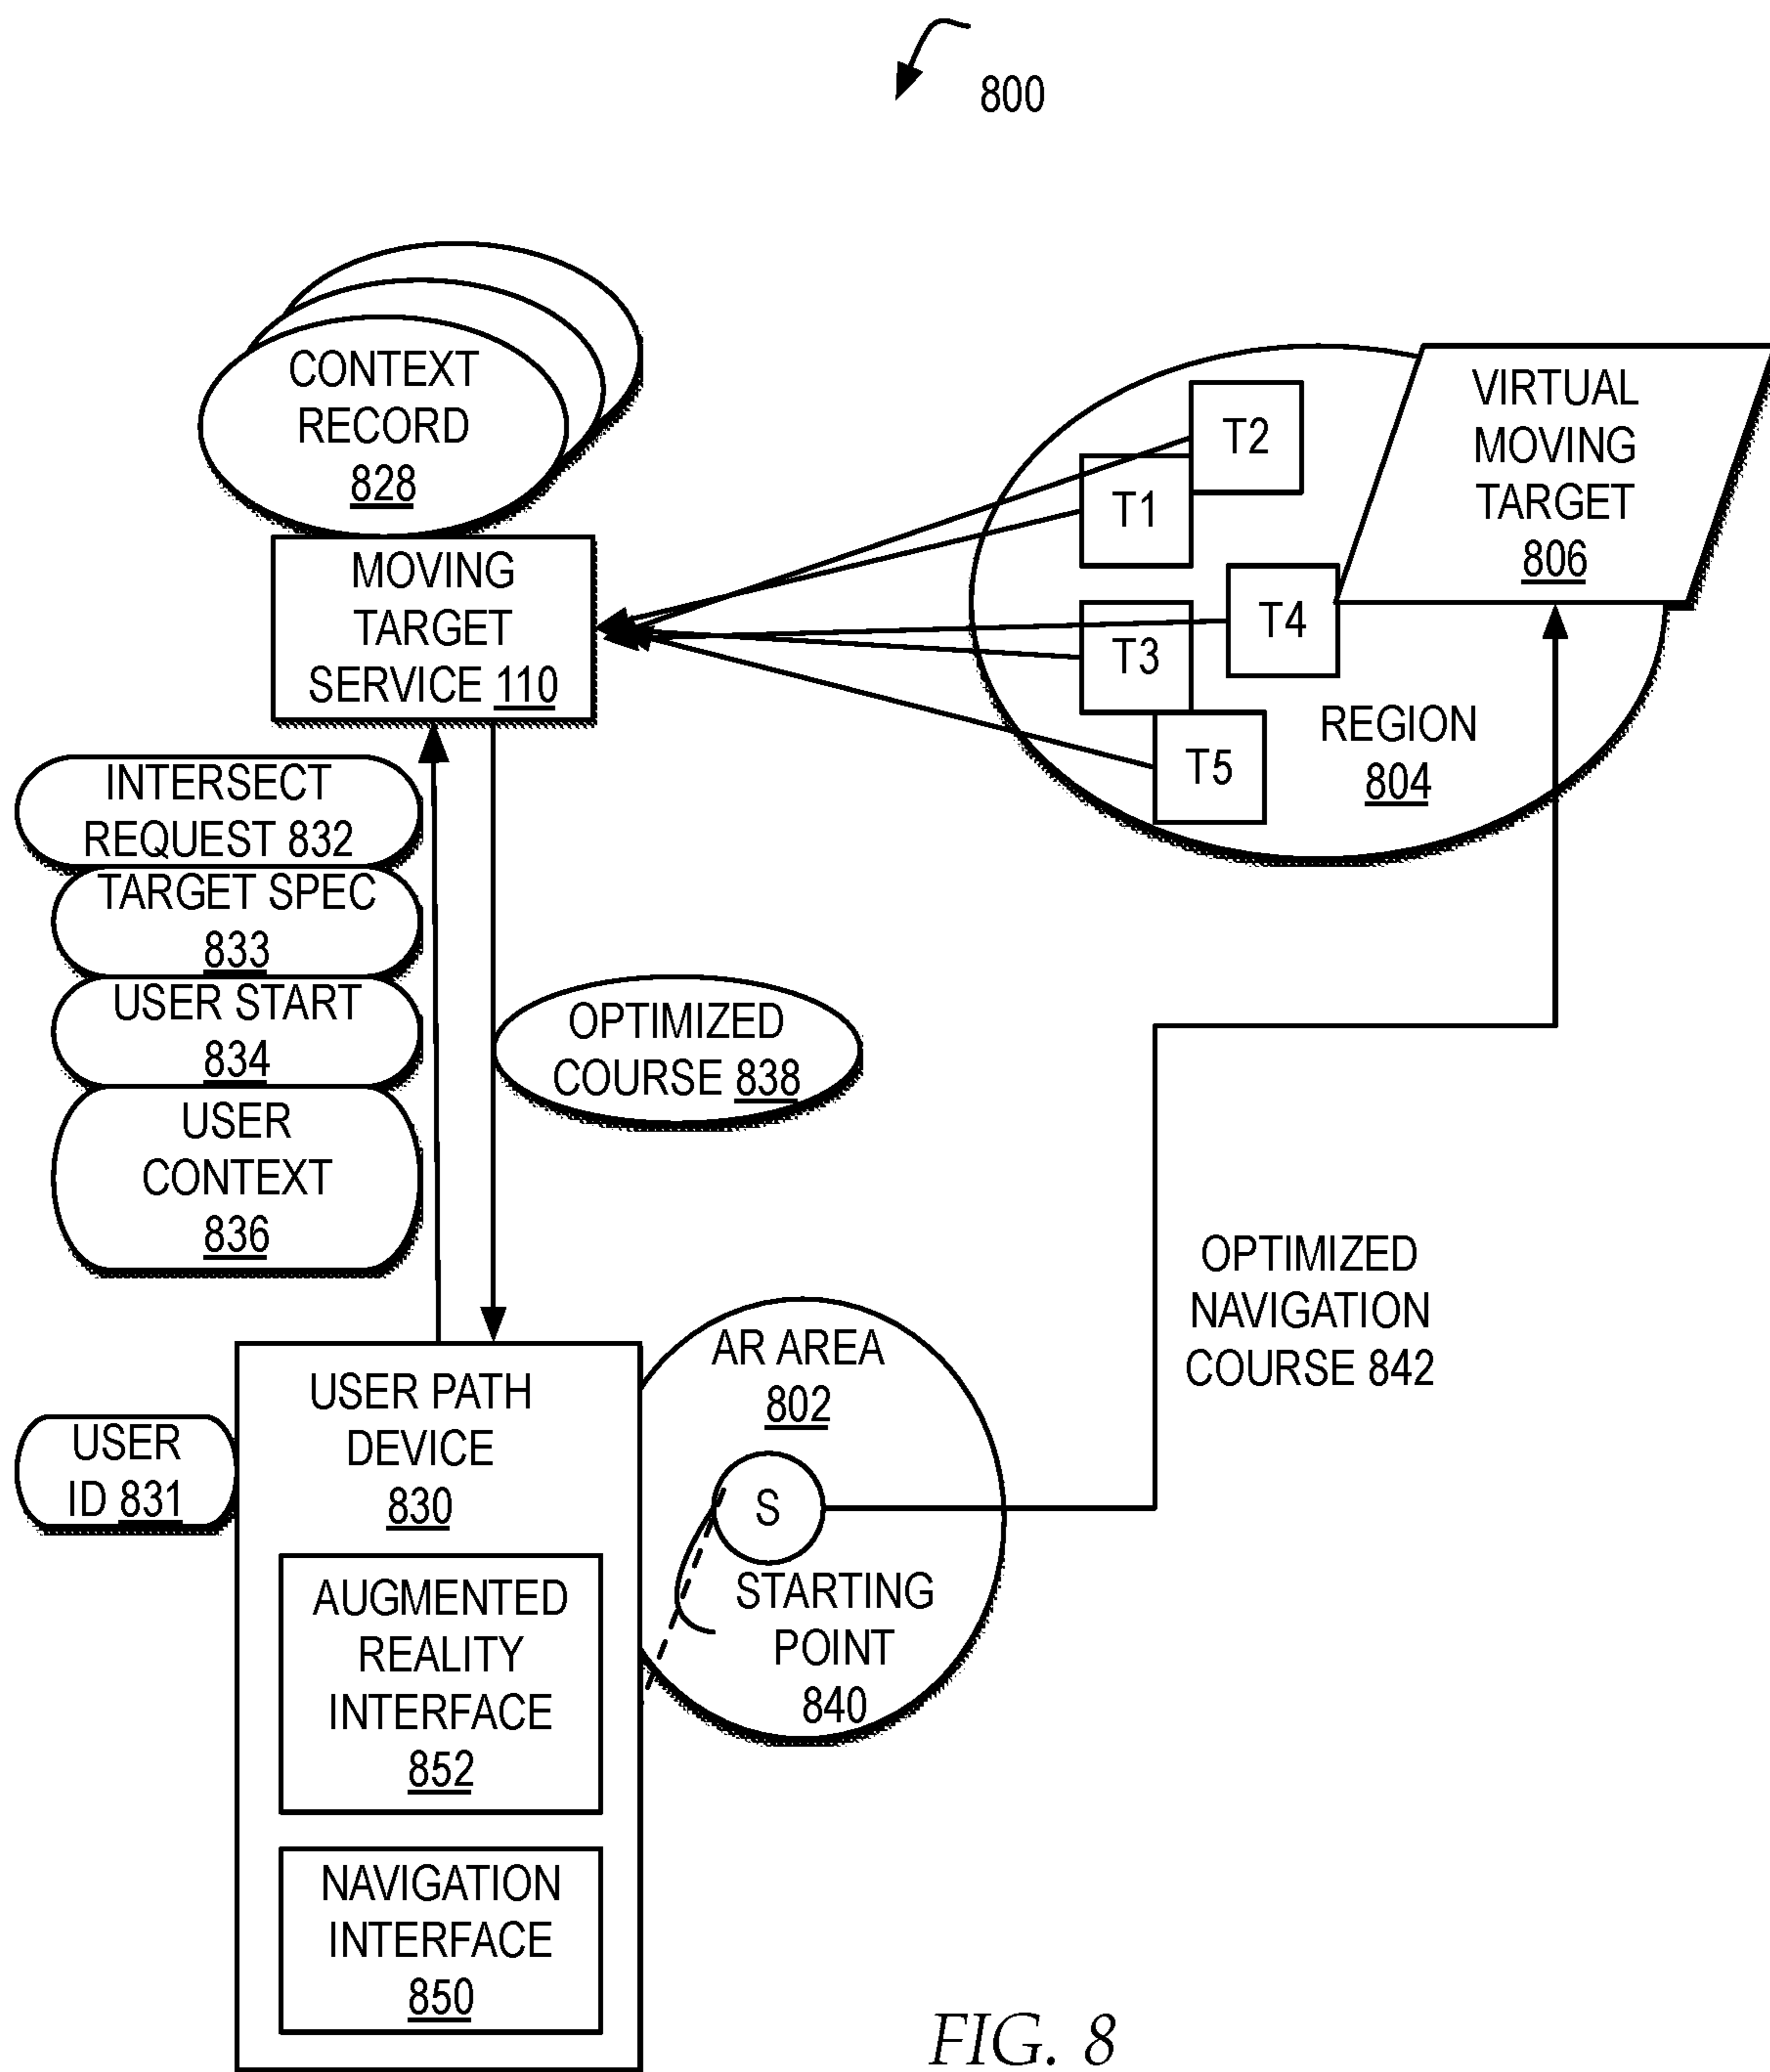 800
CONTEXT
RECORD
828
MOVING
TARGET
SERVICE 110
T2
T1
T4
T3
T5
VIRTUAL
MOVING
TARGET
806
REGION
804
INTERSECT
REQUEST 832
TARGET SPEC
833
USER START
834
USER
CONTEXT
836
OPTIMIZED
COURSE 838
OPTIMIZED
NAVIGATION
COURSE 842
AR AREA
802
S
STARTING
POINT
840
USER PATH
DEVICE
830
USER
ID 831
AUGMENTED
REALITY
INTERFACE
852
NAVIGATION
INTERFACE
850
FIG. 8